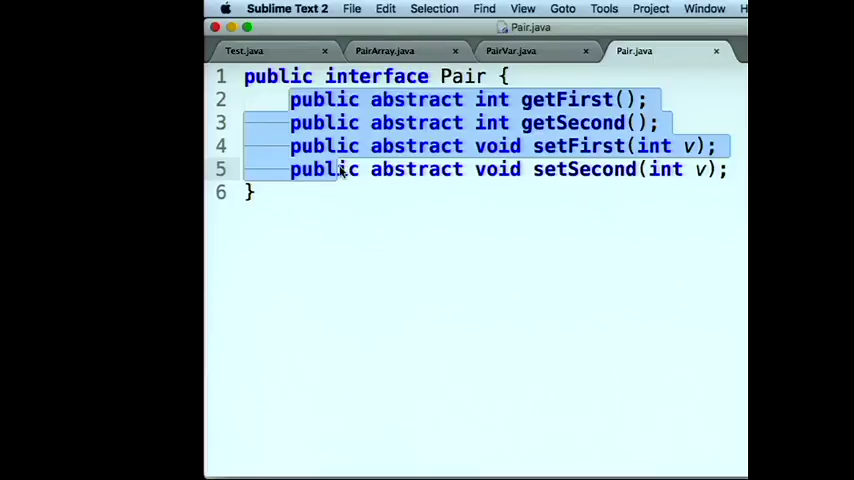 Sublime Text 2 File Edit Selection Find View Goto Tools Project Window H
Pair.java
Test.java × PairArray.java × PairVar.java × Pair.java ×
1 public interface Pair {
2 public abstract int getFirst();
3 public abstract int getSecond();
4 public abstract void setFirst(int v);
5 public abstract void setSecond(int v);
6 }